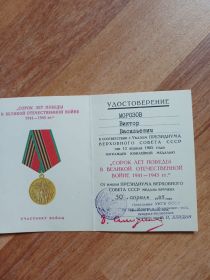 „СОРОК ЛЕТ ПОБЕДЫ
В ВЕЛИКОЙ ОТЕЧЕСТВЕННОЙ ВОЙНЕ
1941—1945 гг."
УЧАСТНИКУ ВОЙНЫ
УДОСТОВЕРЕНИЕ
МОРОЗОВ
Виктор
Васильевич
в соответствии с Указом ПРЕЗИДИУМА
ВЕРХОВНОГО СОВЕТА СССР
от 12 апреля 1985 года
награжден юбилейной медалью
„СОРОК ЛЕТ ПОБЕДЫ
В ВЕЛИКОЙ ОТЕЧЕСТВЕННОЙ
ВОЙНЕ 1941—1945 гг."
От имени ПРЕЗИДИУМА ВЕРХОВНОГО
СОВЕТА СССР медаль вручена
30 апреля